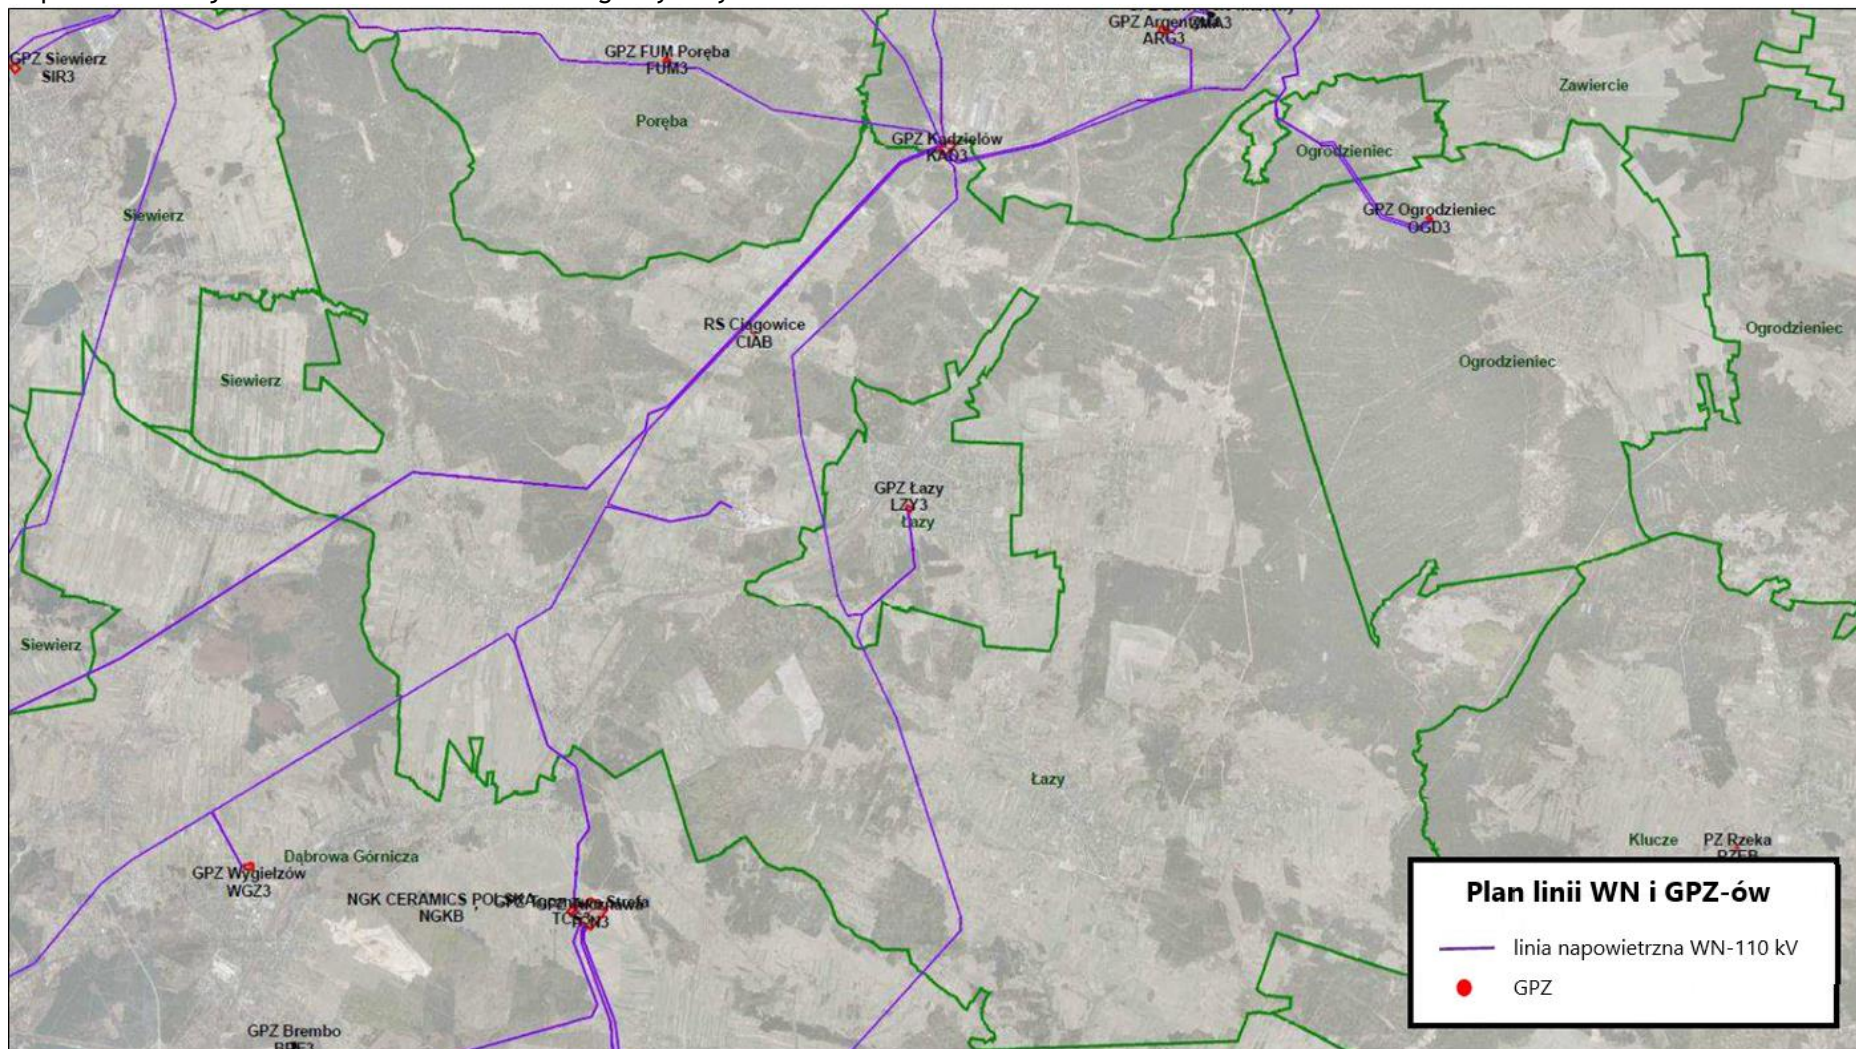 GPZ Siewierz
SIR3
GPZ FUM Poręba
FUM3
GPZ Argentyna
ARG3
ZMA3
Zawiercie
Poręba
GPZ Kądzielów
KAD3
Ogrodzieniec
GPZ Ogrodzieniec
OGD3
Siewierz
RS Ciągowice
CIAB
Ogrodzieniec
Ogrodzieniec
Siewierz
GPZ Łazy
LZY3
Łazy
Siewierz
Łazy
Klucze
PZ Rzeka
RZEB
Dąbrowa Górnicza
GPZ Wygiełzów
WGZ3
NGK CERAMICS POLSKA
NGKB
Strefa
GPZ Brembo
Plan linii WN i GPZ-ów
linia napowietrzna WN-110 kV
GPZ